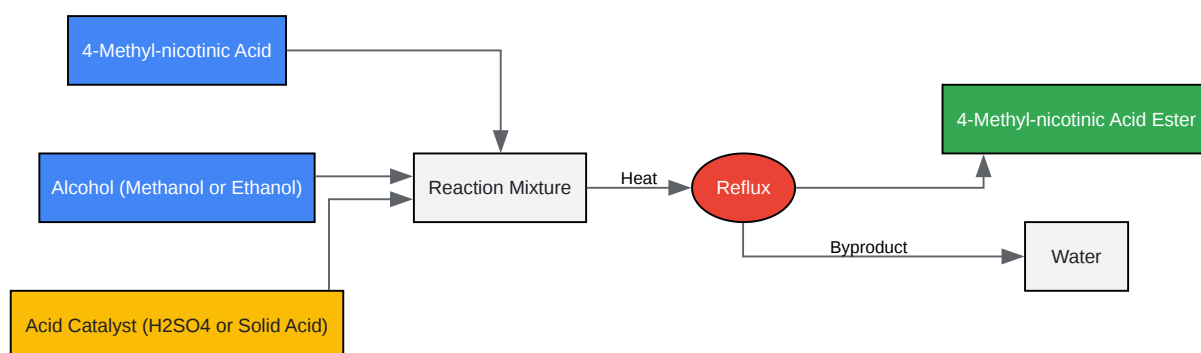 4-Methyl-nicotinic Acid
4-Methyl-nicotinic Acid Ester
Alcohol (Methanol or Ethanol)
Reaction Mixture
Heat
Reflux
Byproduct
Water
Acid Catalyst (H2SO4 or Solid Acid)